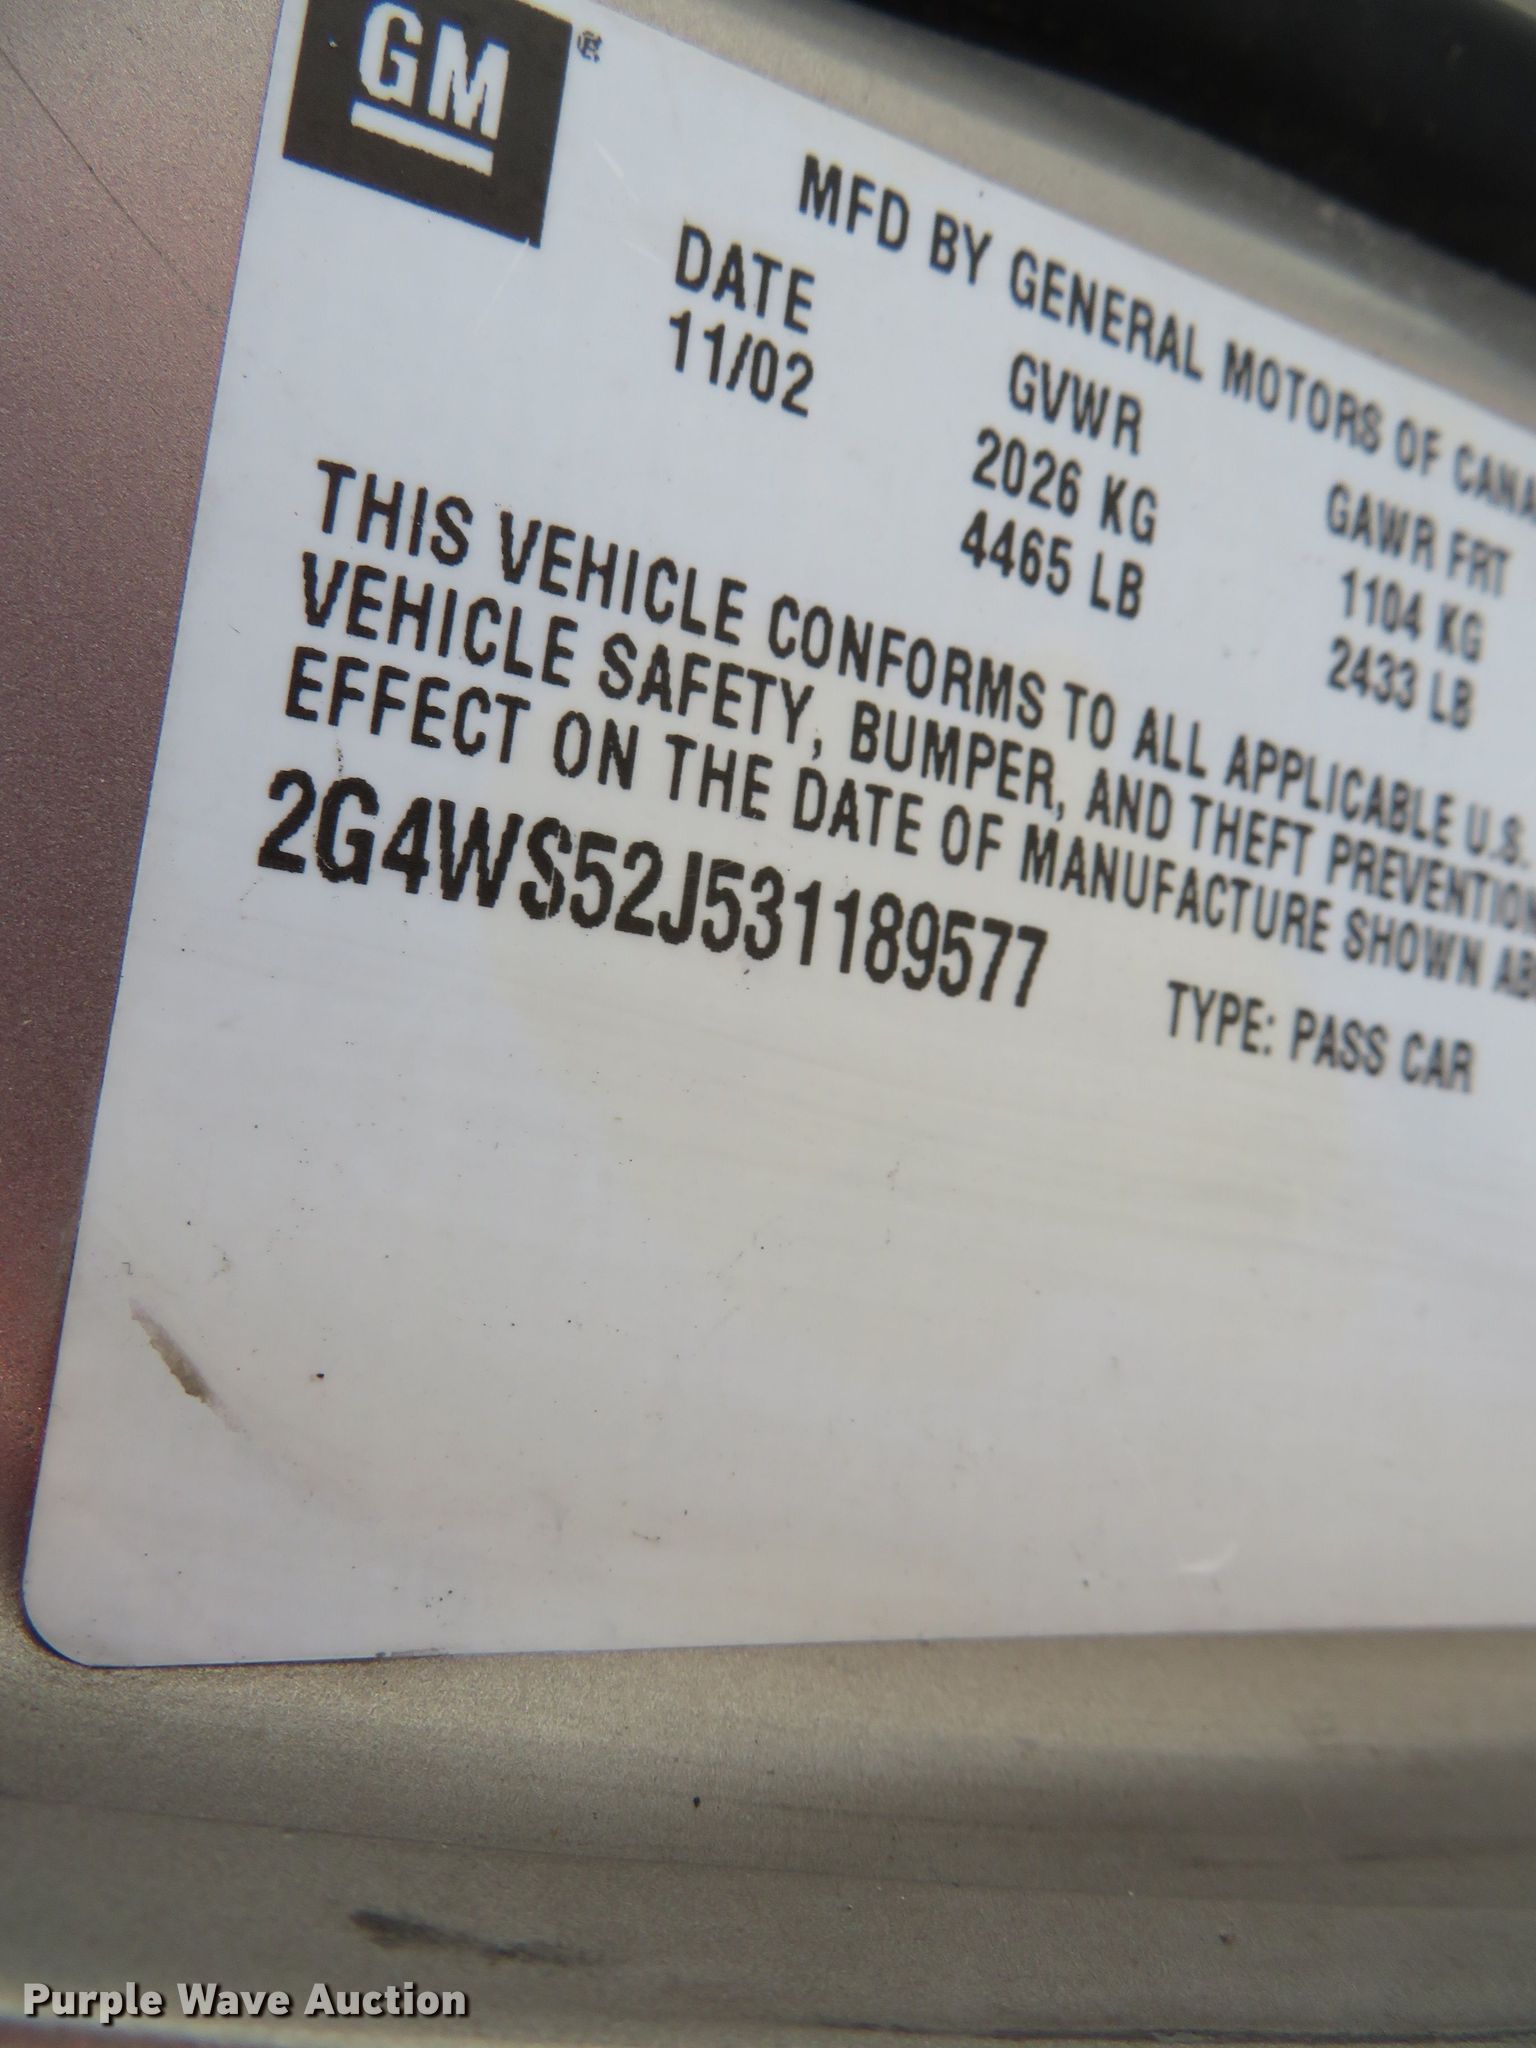 GM ®
MFD BY GENERAL MOTORS OF CANA
DATE GVWR GAWR FRT
11/02 2026 KG 1104 KG
4465 LB 2433 LB
THIS VEHICLE CONFORMS TO ALL APPLICABLE U.S.
VEHICLE SAFETY, BUMPER, AND THEFT PREVENTION
EFFECT ON THE DATE OF MANUFACTURE SHOWN AB
2G4WS52J531189577 TYPE: PASS CAR
Purple Wave Auction